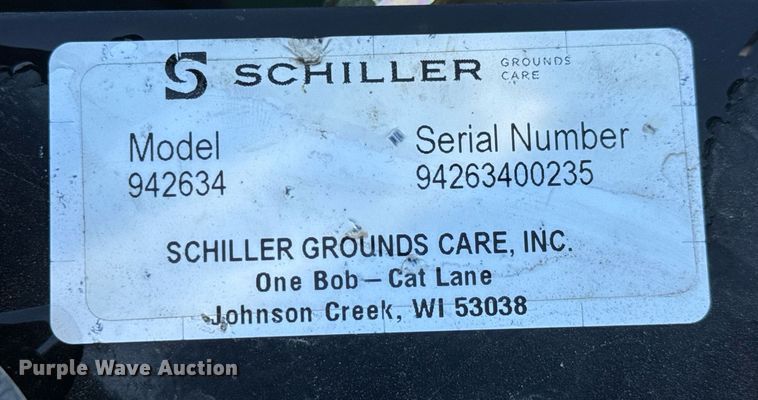 SCHILLER GROUNDS CARE
Model Serial Number
942634 94263400235
SCHILLER GROUNDS CARE, INC.
One Bob-Cat Lane
Johnson Creek, WI 53038
Purple Wave Auction